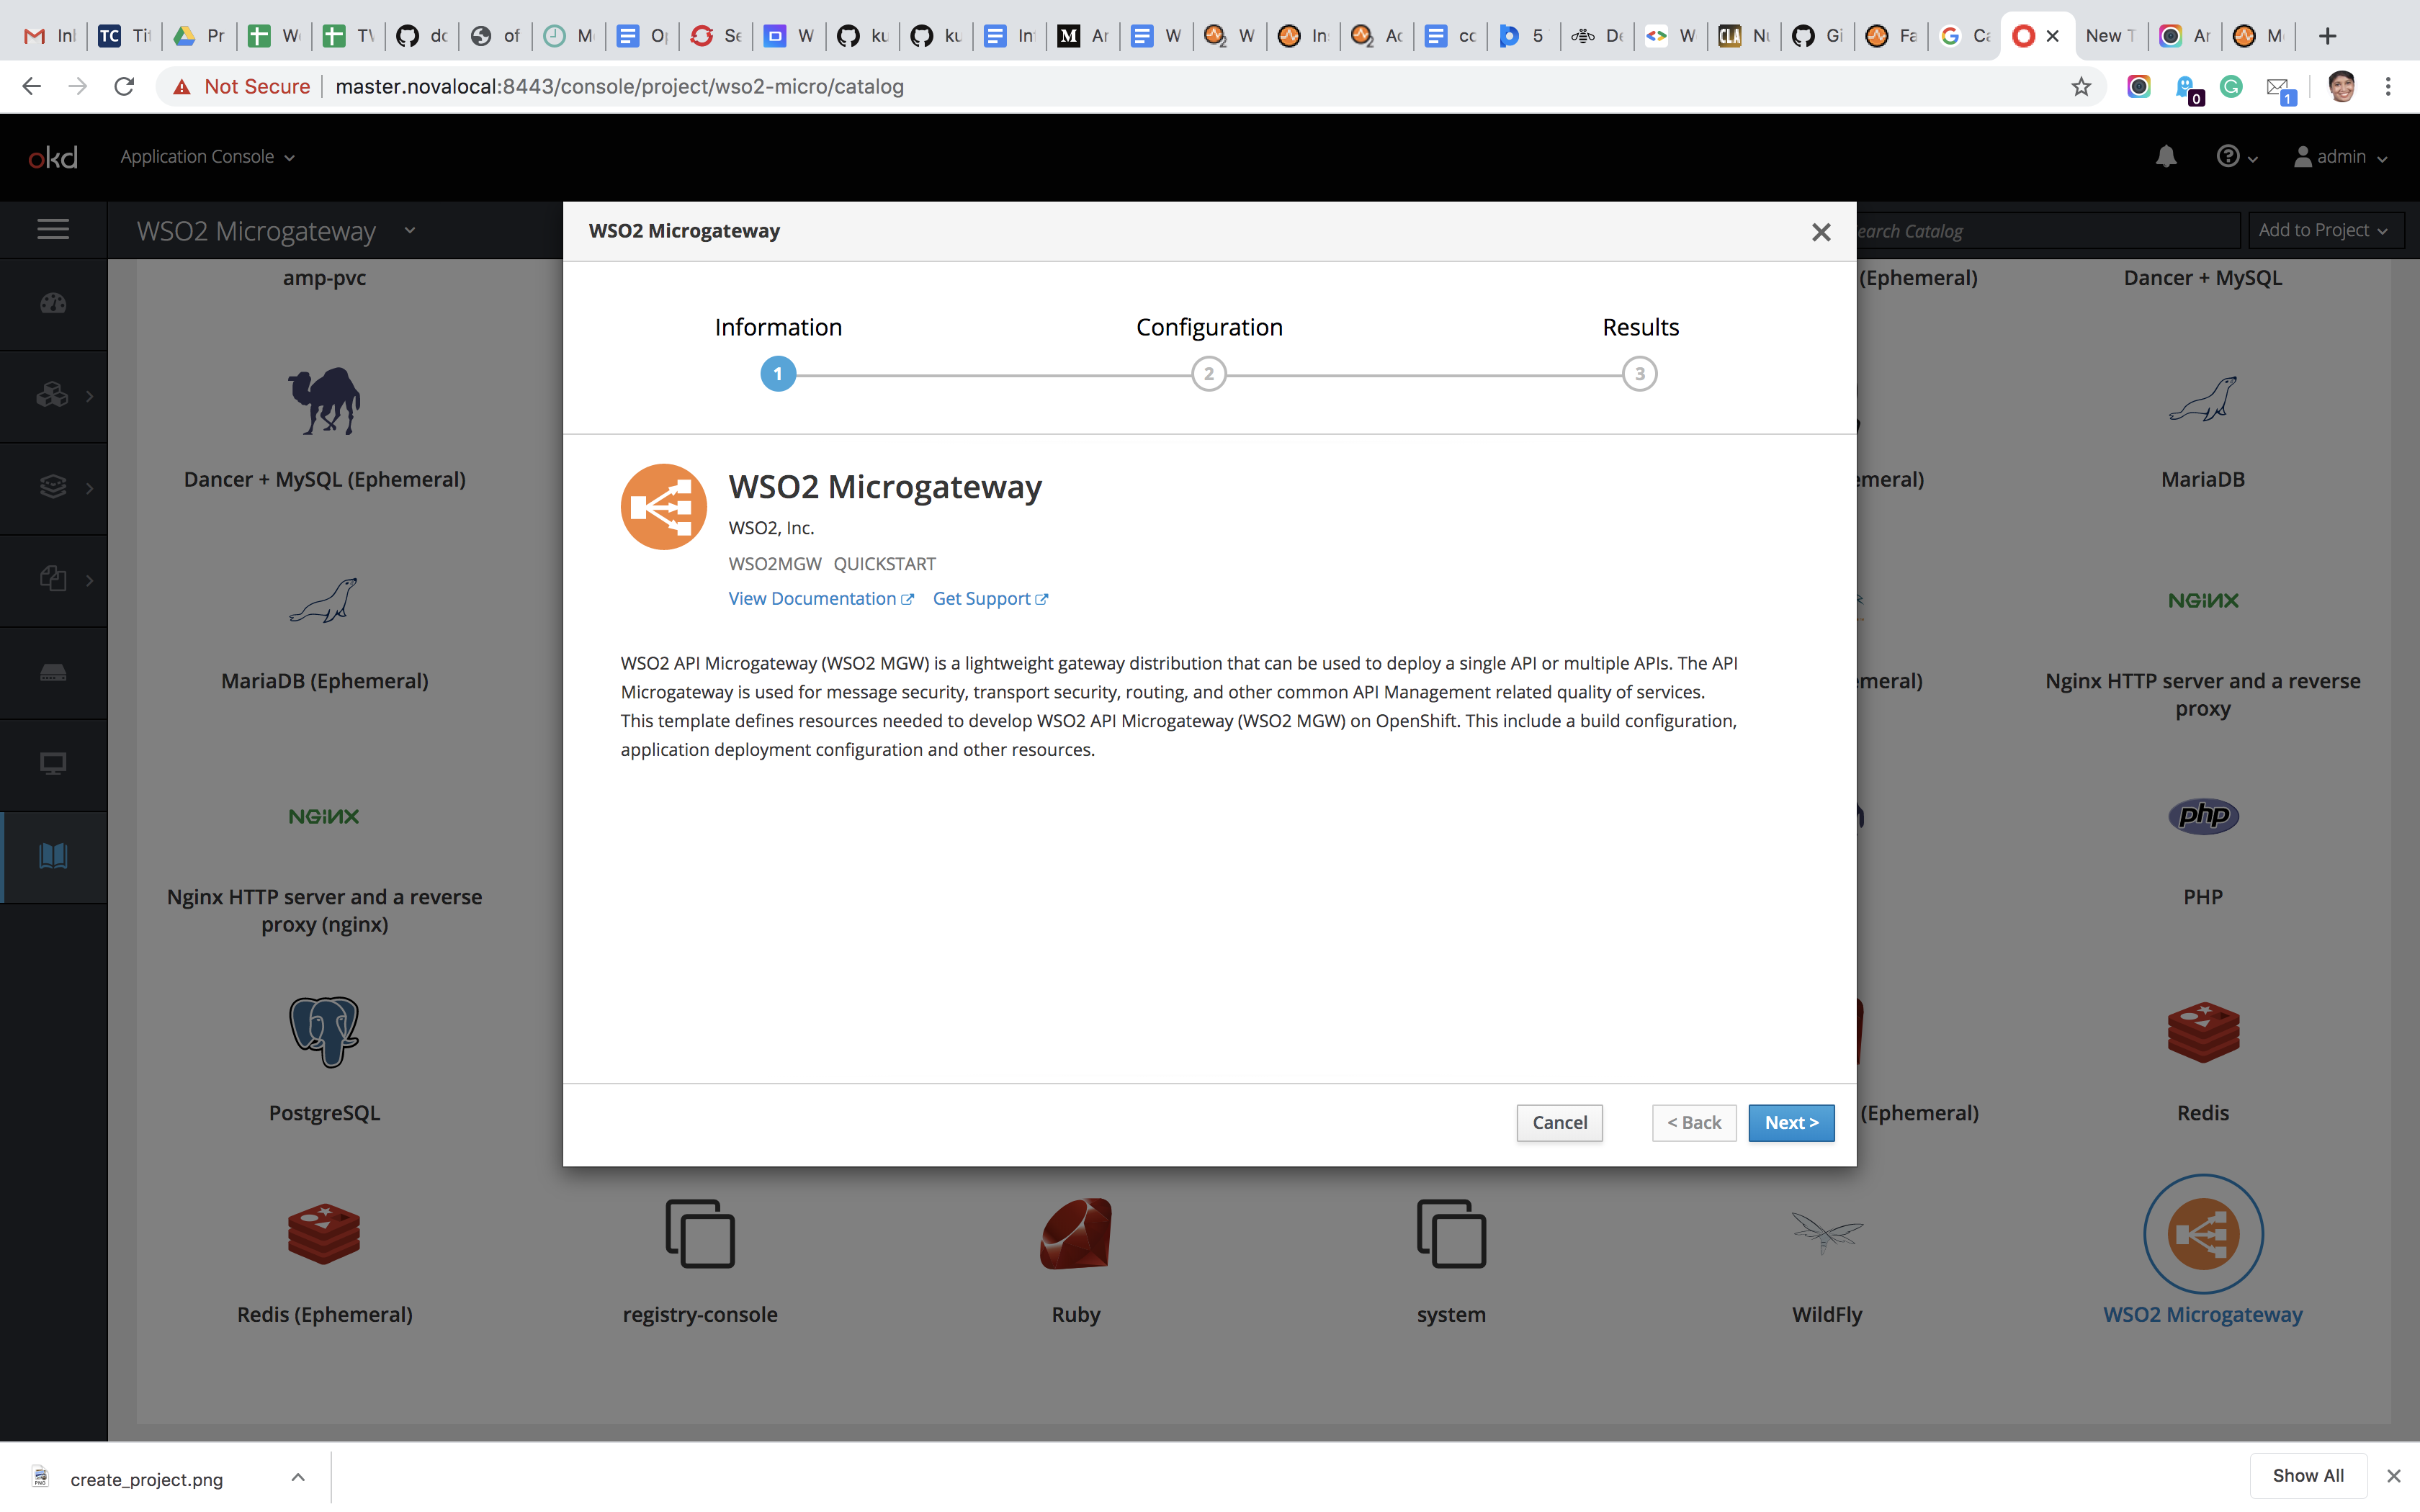 Inl TC Tit Pr We TV dc of M Op Se W ku ku In M Ar W W In Ac cc 5 De W CLA Nu Gi Fa Ca New T Ar M
Not Secure master.novalocal:8443/console/project/wso2-micro/catalog
0 1
okd Application Console admin
WSO2 Microgateway
earch Catalog
Add to Project
WSO2 Microgateway
Information Configuration Results
1 2 3
WSO2 Microgateway
WSO2, Inc.
WSO2MGW QUICKSTART
View Documentation Get Support
WSO2 API Microgateway (WSO2 MGW) is a lightweight gateway distribution that can be used to deploy a single API or multiple APIs. The API
Microgateway is used for message security, transport security, routing, and other common API Management related quality of services.
This template defines resources needed to develop WSO2 API Microgateway (WSO2 MGW) on OpenShift. This include a build configuration,
application deployment configuration and other resources.
Cancel < Back Next >
amp-pvc (Ephemeral) Dancer + MySQL
Dancer + MySQL (Ephemeral) emeral) MariaDB
NGINX
MariaDB (Ephemeral) emeral) Nginx HTTP server and a reverse
proxy
NGINX php
Nginx HTTP server and a reverse PHP
proxy (nginx)
PostgreSQL (Ephemeral) Redis
Redis (Ephemeral) registry-console Ruby system WildFly WSO2 Microgateway
create_project.png Show All